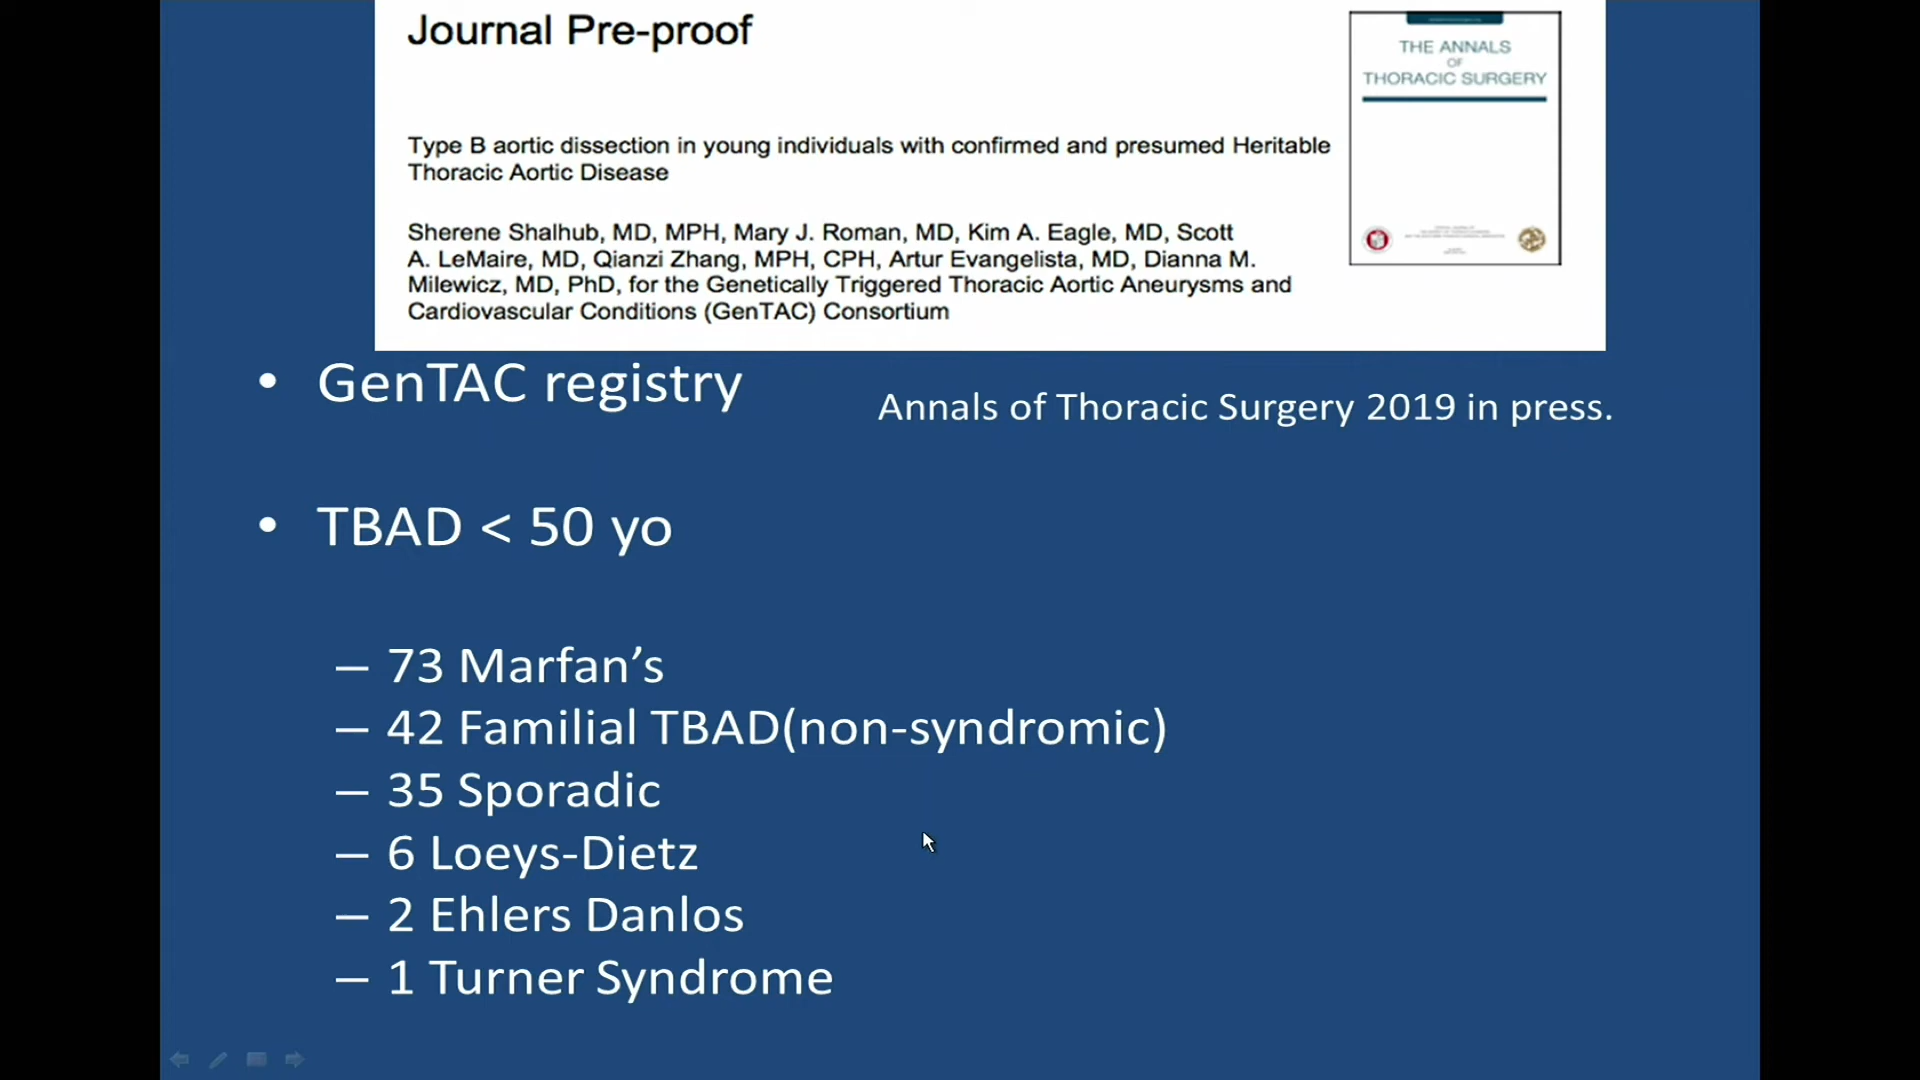 Journal Pre-proof
THE ANNALS
OF
THORACIC SURGERY
Type B aortic dissection in young individuals with confirmed and presumed Heritable
Thoracic Aortic Disease
Sherene Shalhub, MD, MPH, Mary J. Roman, MD, Kim A. Eagle, MD, Scott
A. LeMaire, MD, Qianzi Zhang, MPH, CPH, Artur Evangelista, MD, Dianna M.
Milewicz, MD, PhD, for the Genetically Triggered Thoracic Aortic Aneurysms and
Cardiovascular Conditions (GenTAC) Consortium
• GenTAC registry
Annals of Thoracic Surgery 2019 in press.
• TBAD < 50 yo
– 73 Marfan’s
– 42 Familial TBAD(non-syndromic)
– 35 Sporadic
– 6 Loeys-Dietz
– 2 Ehlers Danlos
– 1 Turner Syndrome